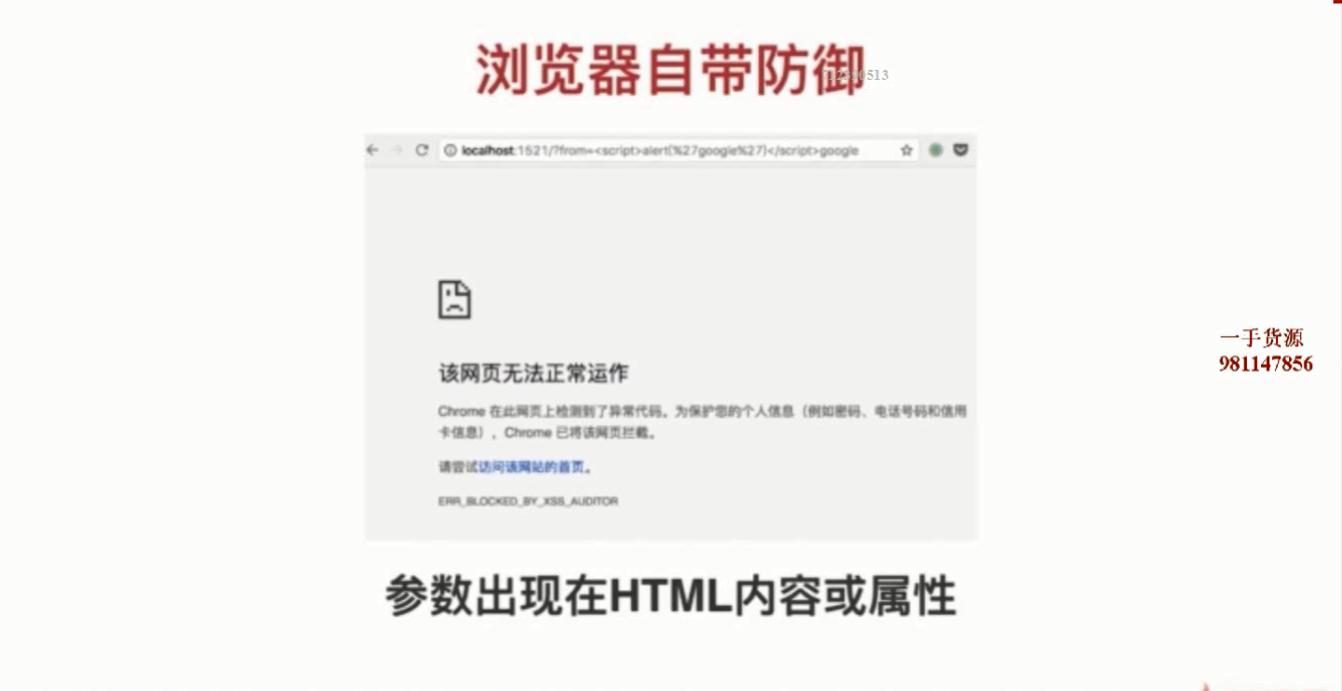 浏览器自带防御
localhost:1521/?from=<script>alert(%27google%27)</script>google
该网页无法正常运作
Chrome 在此网页上检测到了异常代码。为保护您的个人信息（例如密码、电话号码和信用
卡信息），Chrome 已将该网页拦截。
请尝试访问该网站的首页。
ERR_BLOCKED_BY_XSS_AUDITOR
参数出现在HTML内容或属性
一手货源
981147856